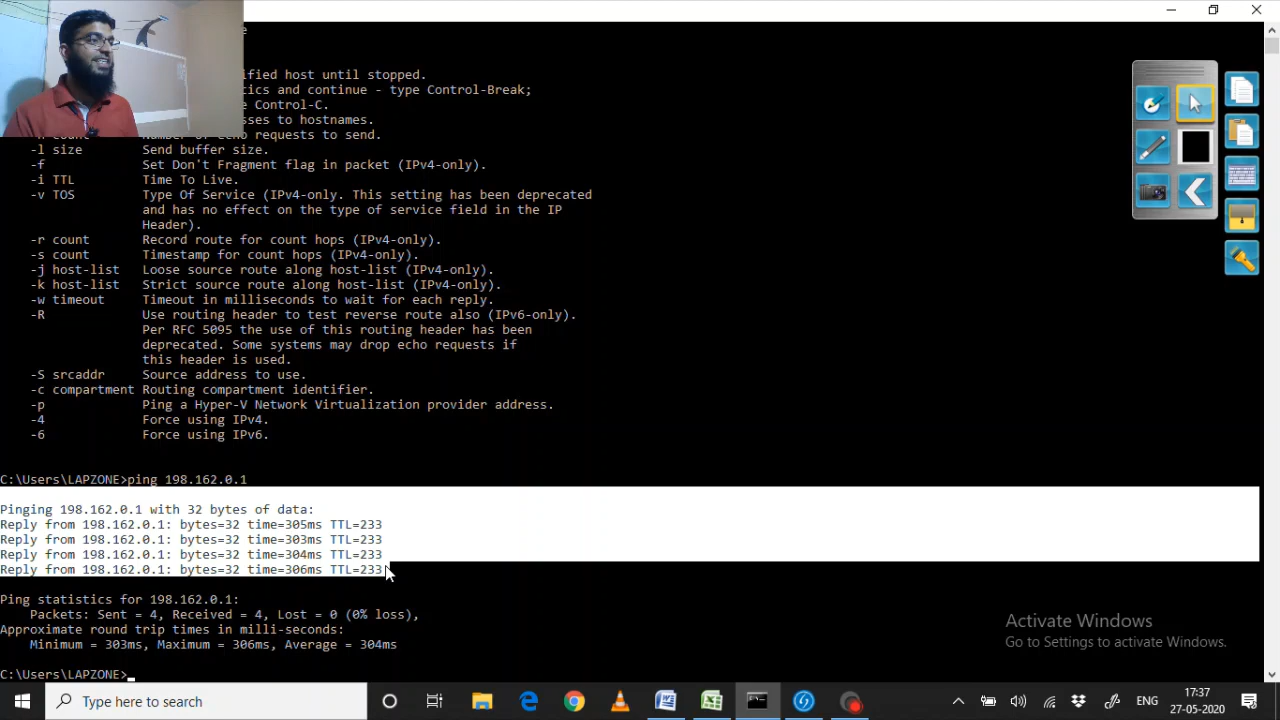 e
ified host until stopped.
tics and continue - type Control-Break;
e Control-C.
sses to hostnames.
-n count Number of echo requests to send.
-l size Send buffer size.
-f Set Don't Fragment flag in packet (IPv4-only).
-i TTL Time To Live.
-v TOS Type Of Service (IPv4-only. This setting has been deprecated
and has no effect on the type of service field in the IP
Header).
-r count Record route for count hops (IPv4-only).
-s count Timestamp for count hops (IPv4-only).
-j host-list Loose source route along host-list (IPv4-only).
-k host-list Strict source route along host-list (IPv4-only).
-w timeout Timeout in milliseconds to wait for each reply.
-R Use routing header to test reverse route also (IPv6-only).
Per RFC 5095 the use of this routing header has been
deprecated. Some systems may drop echo requests if
this header is used.
-S srcaddr Source address to use.
-c compartment Routing compartment identifier.
-p Ping a Hyper-V Network Virtualization provider address.
-4 Force using IPv4.
-6 Force using IPv6.
C:\Users\LAPZONE>ping 198.162.0.1
Pinging 198.162.0.1 with 32 bytes of data:
Reply from 198.162.0.1: bytes=32 time=305ms TTL=233
Reply from 198.162.0.1: bytes=32 time=303ms TTL=233
Reply from 198.162.0.1: bytes=32 time=304ms TTL=233
Reply from 198.162.0.1: bytes=32 time=306ms TTL=233
Ping statistics for 198.162.0.1:
Packets: Sent = 4, Received = 4, Lost = 0 (0% loss),
Approximate round trip times in milli-seconds:
Minimum = 303ms, Maximum = 306ms, Average = 304ms
C:\Users\LAPZONE>
Activate Windows
Go to Settings to activate Windows.
Type here to search
ENG
17:37
27-05-2020